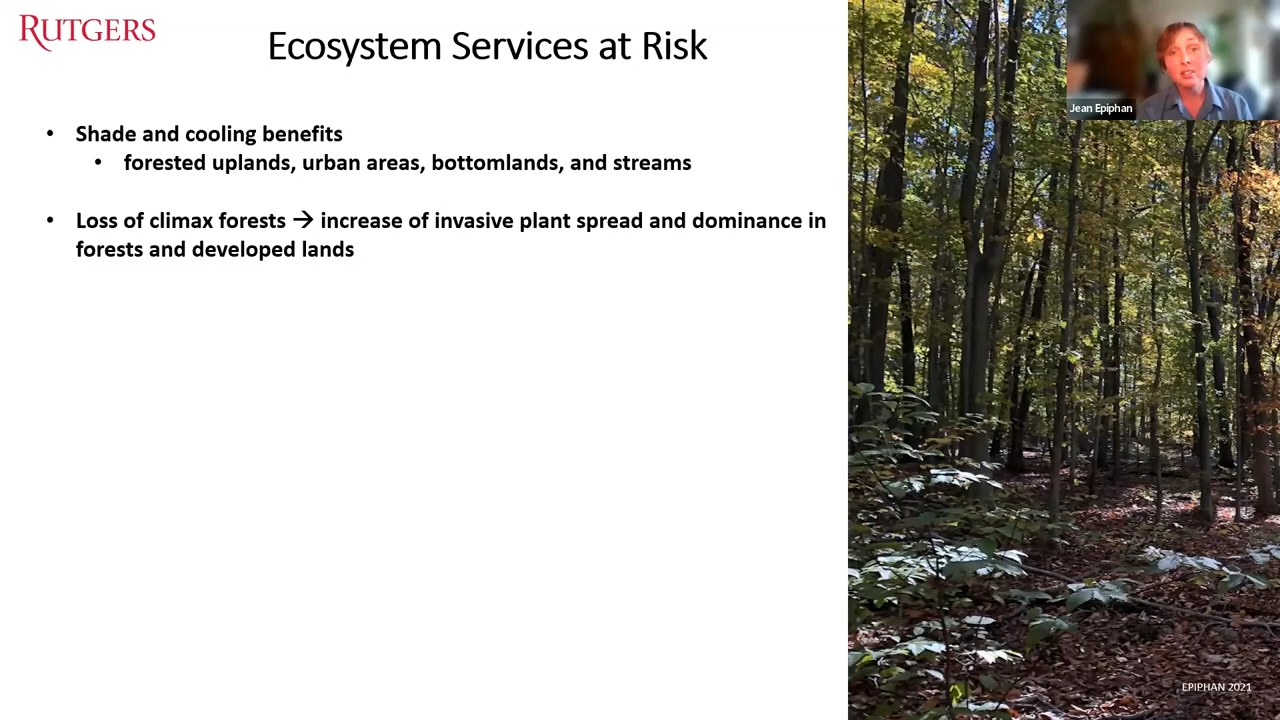 RUTGERS
Ecosystem Services at Risk
• Shade and cooling benefits
• forested uplands, urban areas, bottomlands, and streams
• Loss of climax forests → increase of invasive plant spread and dominance in
forests and developed lands
Jean Epiphan
EPIPHAN 2021